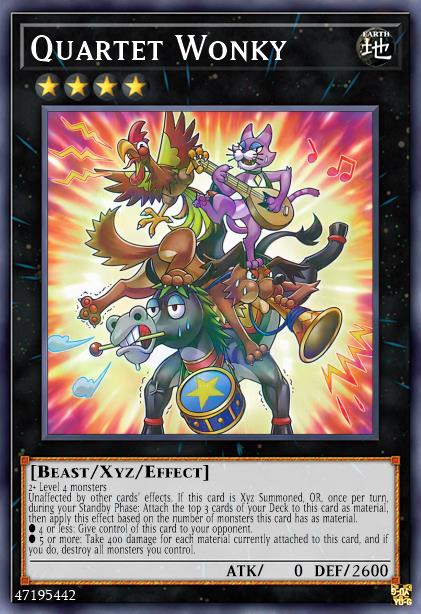 QUARTET WONKY
EARTH
地
[BEAST/XYZ/EFFECT]
2+ Level 4 monsters
Unaffected by other cards' effects. If this card is Xyz Summoned, OR, once per turn,
during your Standby Phase: Attach the top 3 cards of your Deck to this card as material,
then apply this effect based on the number of monsters this card has as material.
● 4 or less: Give control of this card to your opponent.
● 5 or more: Take 400 damage for each material currently attached to this card, and if
you do, destroy all monsters you control.
ATK/ 0 DEF/2600
47195442